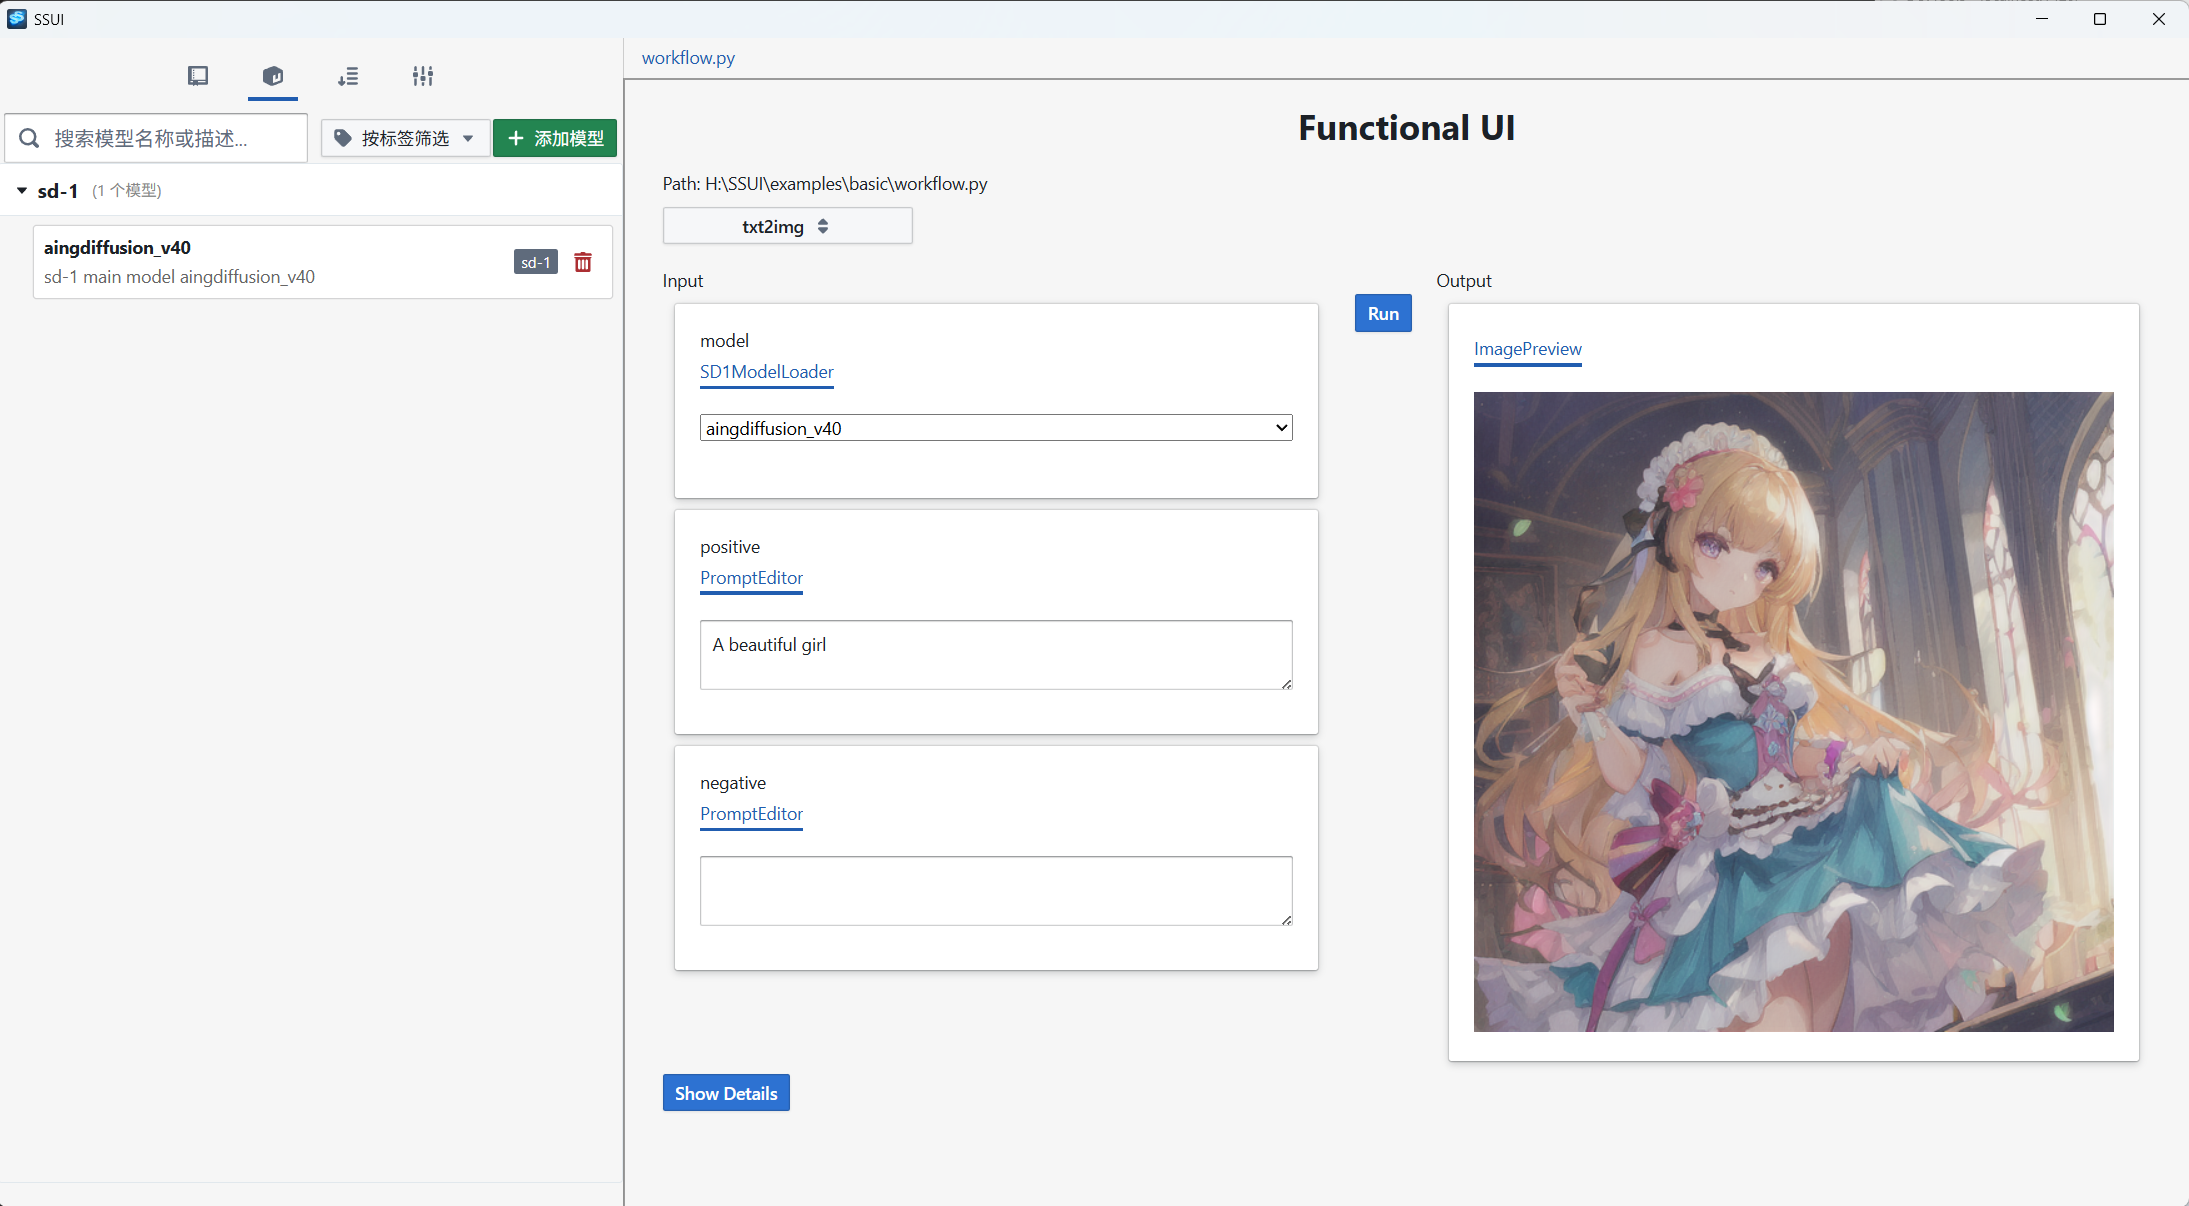 SSUI
搜索模型名称或描述...
按标签筛选
添加模型
sd-1 (1 个模型)
aingdiffusion_v40
sd-1 main model aingdiffusion_v40
sd-1
workflow.py
Functional UI
Path: H:\SSUI\examples\basic\workflow.py
txt2img
Input
model
SD1ModelLoader
aingdiffusion_v40
positive
PromptEditor
A beautiful girl
negative
PromptEditor
Show Details
Run
Output
ImagePreview